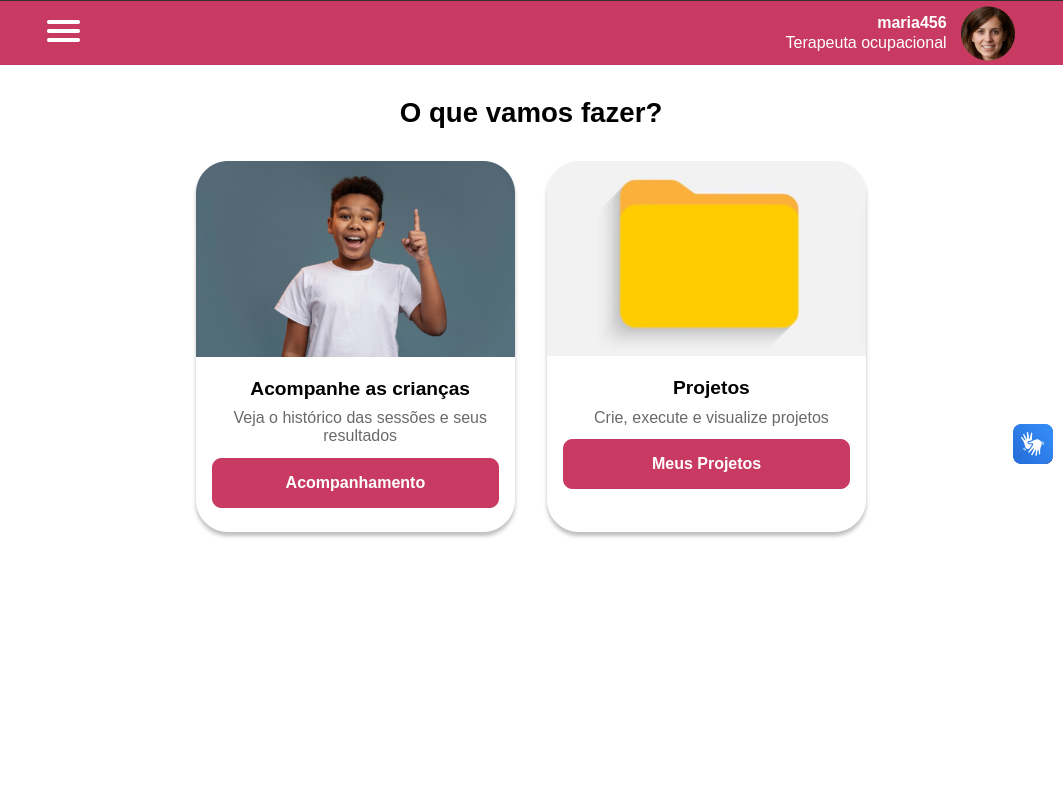 maria456
Terapeuta ocupacional
O que vamos fazer?
Acompanhe as crianças
Veja o histórico das sessões e seus
resultados
Acompanhamento
Projetos
Crie, execute e visualize projetos
Meus Projetos